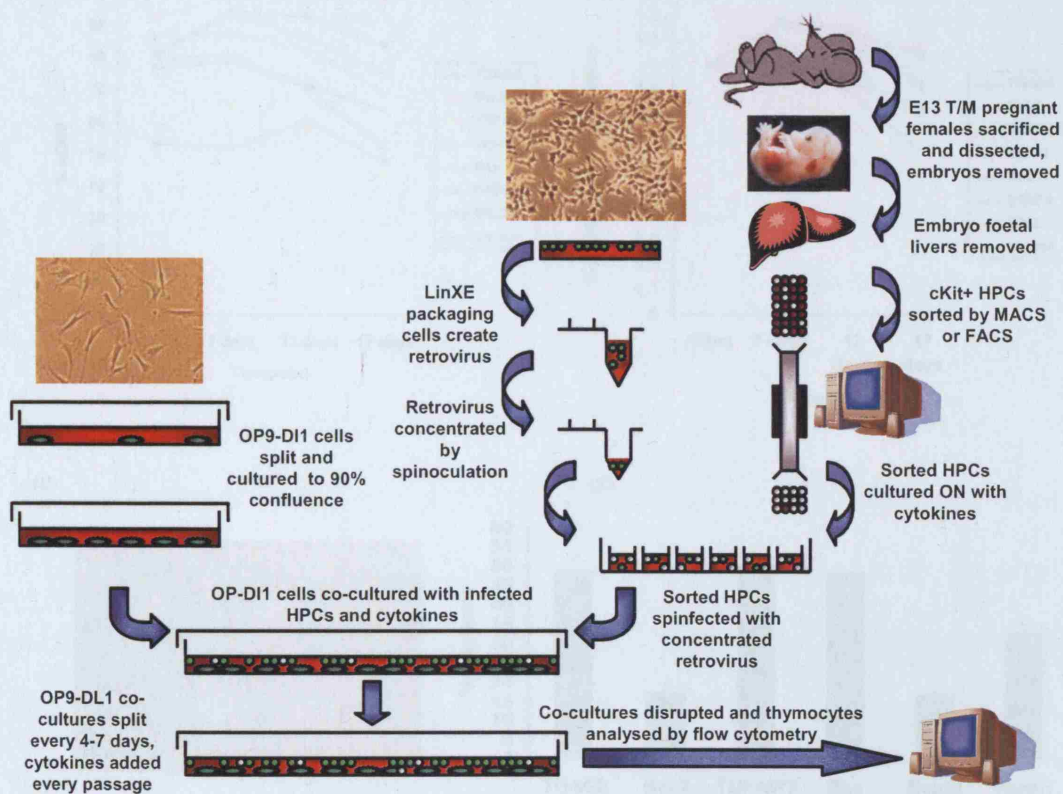 E13 T/M pregnant
females sacrificed
and dissected,
embryos removed
Embryo foetal
livers removed
cKit+ HPCs
sorted by MACS
or FACS
Sorted HPCs
cultured ON with
cytokines
LinXE
packaging
cells create
retrovirus
Retrovirus
concentrated
by
spinoculation
OP9-Dl1 cells
split and
cultured to 90%
confluence
Sorted HPCs
spinfected with
concentrated
retrovirus
OP-Dl1 cells co-cultured with infected
HPCs and cytokines
OP9-DL1 co-
cultures split
every 4-7 days,
cytokines added
every passage
Co-cultures disrupted and thymocytes
analysed by flow cytometry